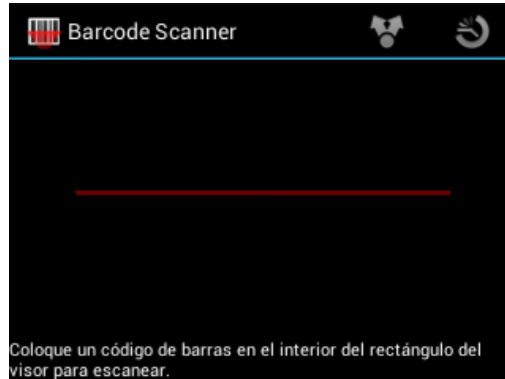 Barcode Scanner
Coloque un código de barras en el interior del rectángulo del
visor para escanear.